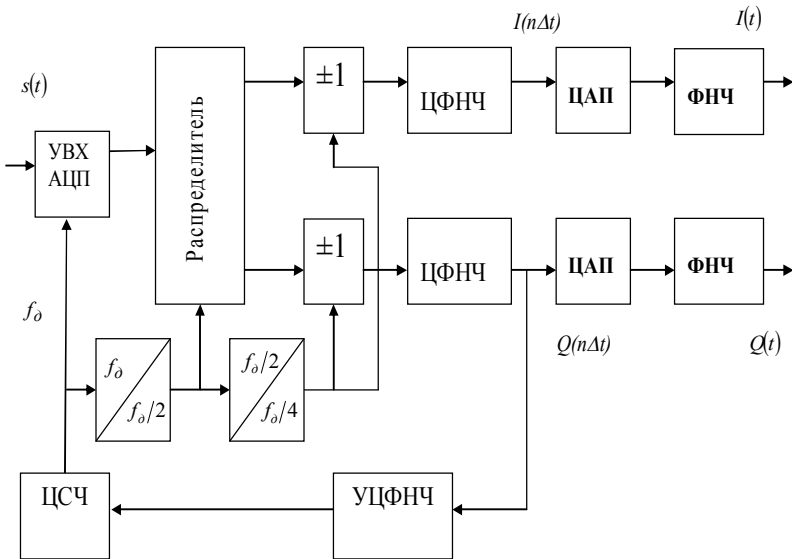 I(nΔt)
I(t)
s(t)
±1
ЦФНЧ
ЦАП
ФНЧ
УВХ
АЦП
Распределитель
±1
ЦФНЧ
ЦАП
ФНЧ
f∂
Q(nΔt)
Q(t)
f∂
f∂/2
f∂/2
f∂/4
ЦСЧ
УЦФНЧ